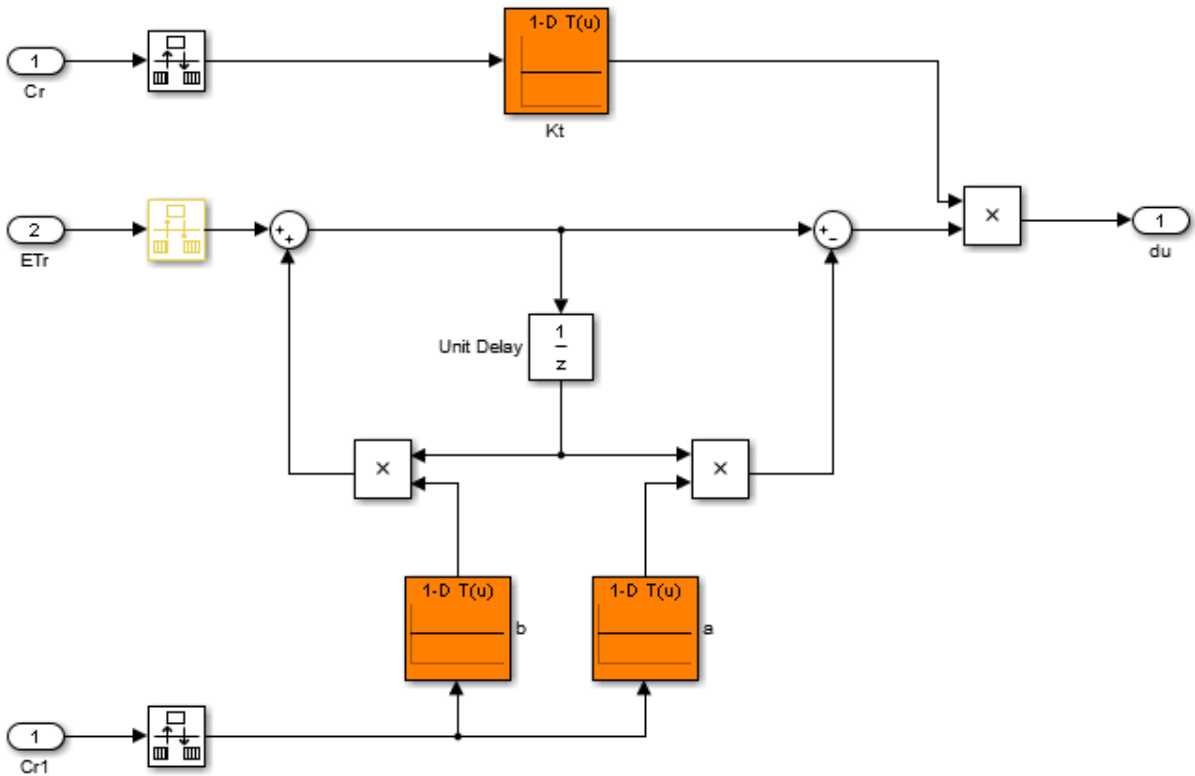 1-D T(u)
1
Cr
Kt
2
ETr
+
+
+
−
×
1
du
Unit Delay
1
z
×
×
1-D T(u)
b
1-D T(u)
a
1
Cr1